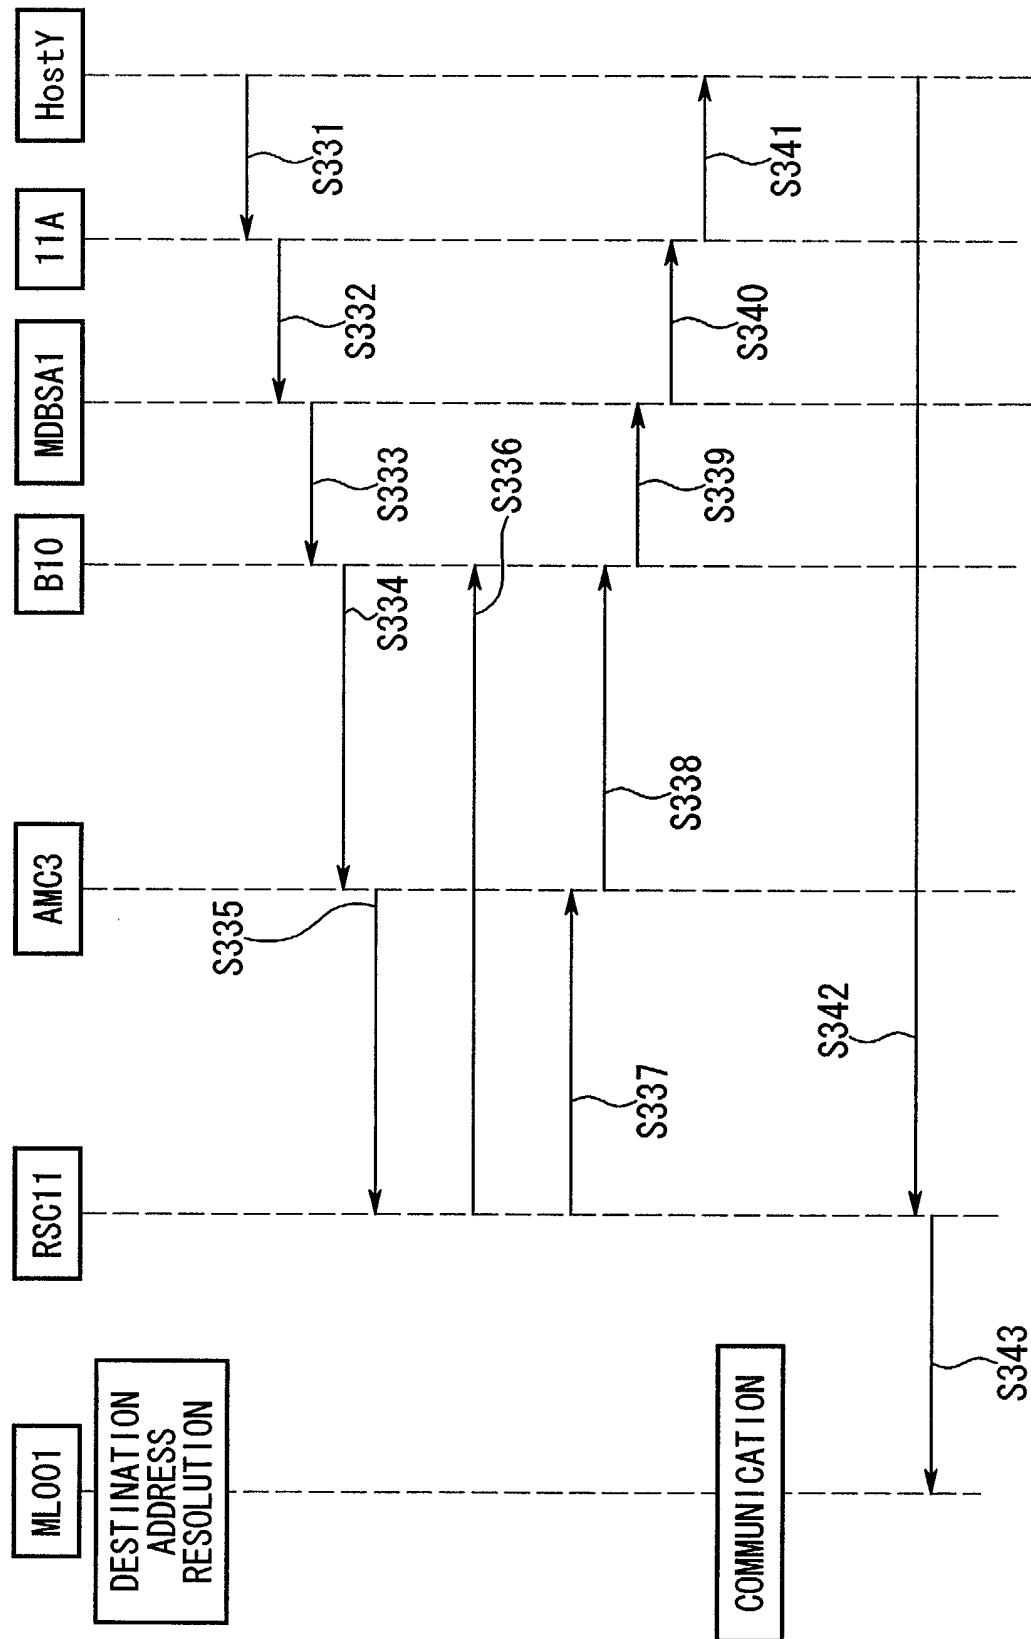 ML001
RSC11
AMC3
B10
MDBSA1
11A
HostY
DESTINATION
ADDRESS
RESOLUTION
S331
S332
S333
S334
S335
S336
S337
S338
S339
S340
S341
COMMUNICATION
S342
S343